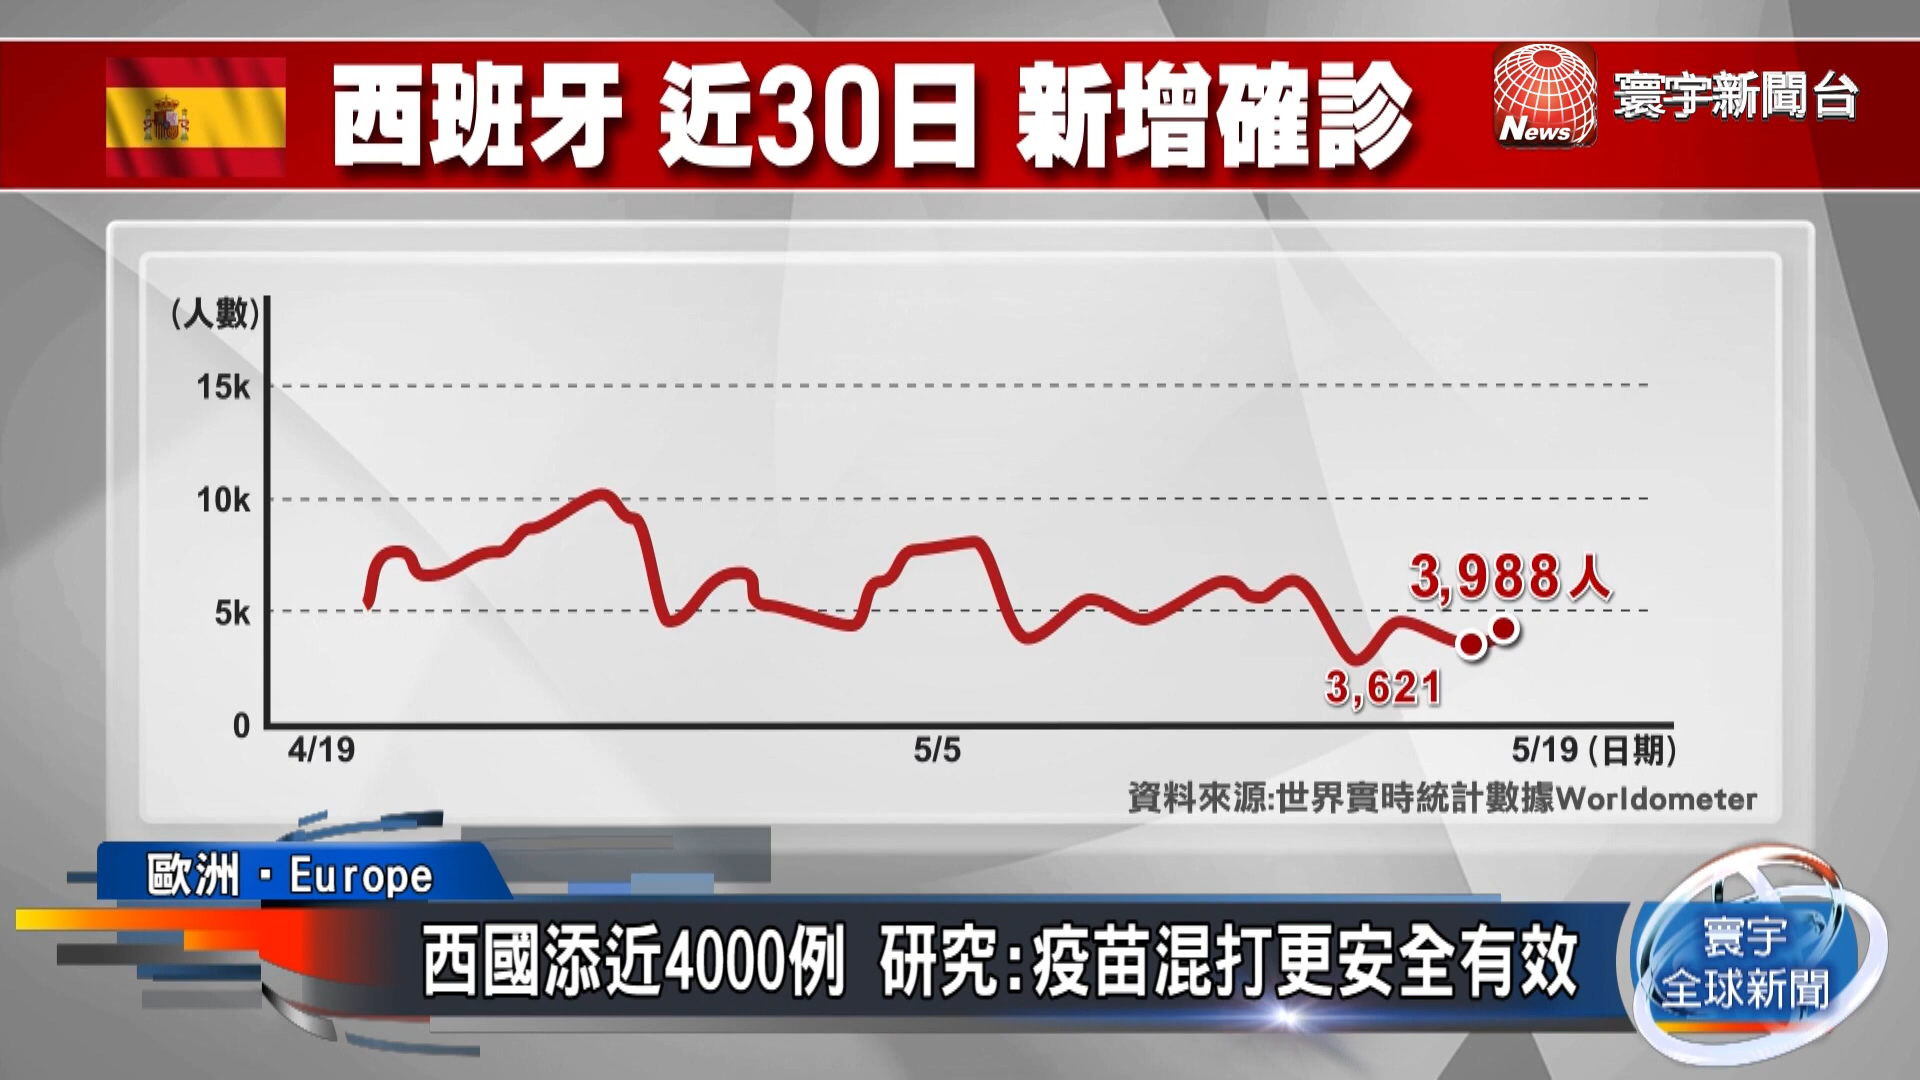 西班牙 近30日 新增確診
News
寰宇新聞台
(人數)
15k
10k
5k
0
3,988人
3,621
4/19
5/5
5/19 (日期)
資料來源:世界實時統計數據Worldometer
歐洲·Europe
西國添近4000例 研究:疫苗混打更安全有效
寰宇
全球新聞